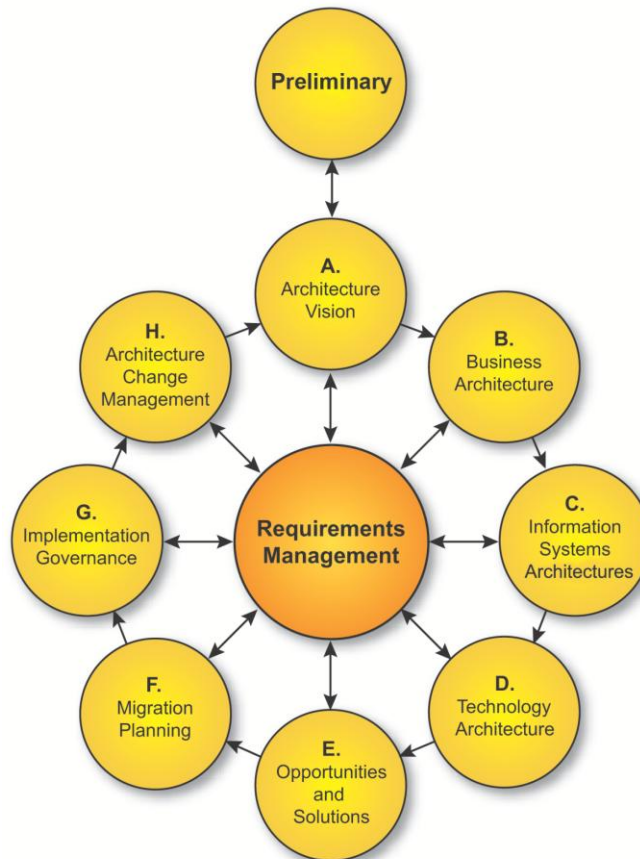 Preliminary
A.
Architecture
Vision
B.
Business
Architecture
C.
Information
Systems
Architectures
D.
Technology
Architecture
E.
Opportunities
and
Solutions
F.
Migration
Planning
G.
Implementation
Governance
H.
Architecture
Change
Management
Requirements
Management